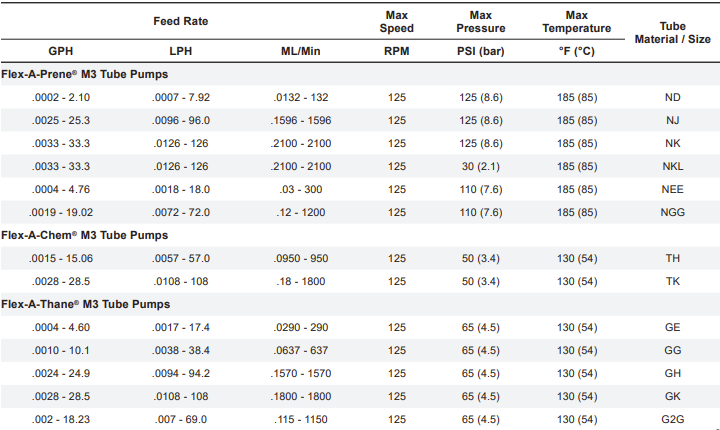 Feed Rate Max Speed Max Pressure Max Temperature Tube Material / Size
GPH LPH ML/Min RPM PSI (bar) °F (°C)
Flex-A-Prene® M3 Tube Pumps
.0002 - 2.10 .0007 - 7.92 .0132 - 132 125 125 (8.6) 185 (85) ND
.0025 - 25.3 .0096 - 96.0 .1596 - 1596 125 125 (8.6) 185 (85) NJ
.0033 - 33.3 .0126 - 126 .2100 - 2100 125 125 (8.6) 185 (85) NK
.0033 - 33.3 .0126 - 126 .2100 - 2100 125 30 (2.1) 185 (85) NKL
.0004 - 4.76 .0018 - 18.0 .03 - 300 125 110 (7.6) 185 (85) NEE
.0019 - 19.02 .0072 - 72.0 .12 - 1200 125 110 (7.6) 185 (85) NGG
Flex-A-Chem® M3 Tube Pumps
.0015 - 15.06 .0057 - 57.0 .0950 - 950 125 50 (3.4) 130 (54) TH
.0028 - 28.5 .0108 - 108 .18 - 1800 125 50 (3.4) 130 (54) TK
Flex-A-Thane® M3 Tube Pumps
.0004 - 4.60 .0017 - 17.4 .0290 - 290 125 65 (4.5) 130 (54) GE
.0010 - 10.1 .0038 - 38.4 .0637 - 637 125 65 (4.5) 130 (54) GG
.0024 - 24.9 .0094 - 94.2 .1570 - 1570 125 65 (4.5) 130 (54) GH
.0028 - 28.5 .0108 - 108 .1800 - 1800 125 65 (4.5) 130 (54) GK
.002 - 18.23 .007 - 69.0 .115 - 1150 125 65 (4.5) 130 (54) G2G